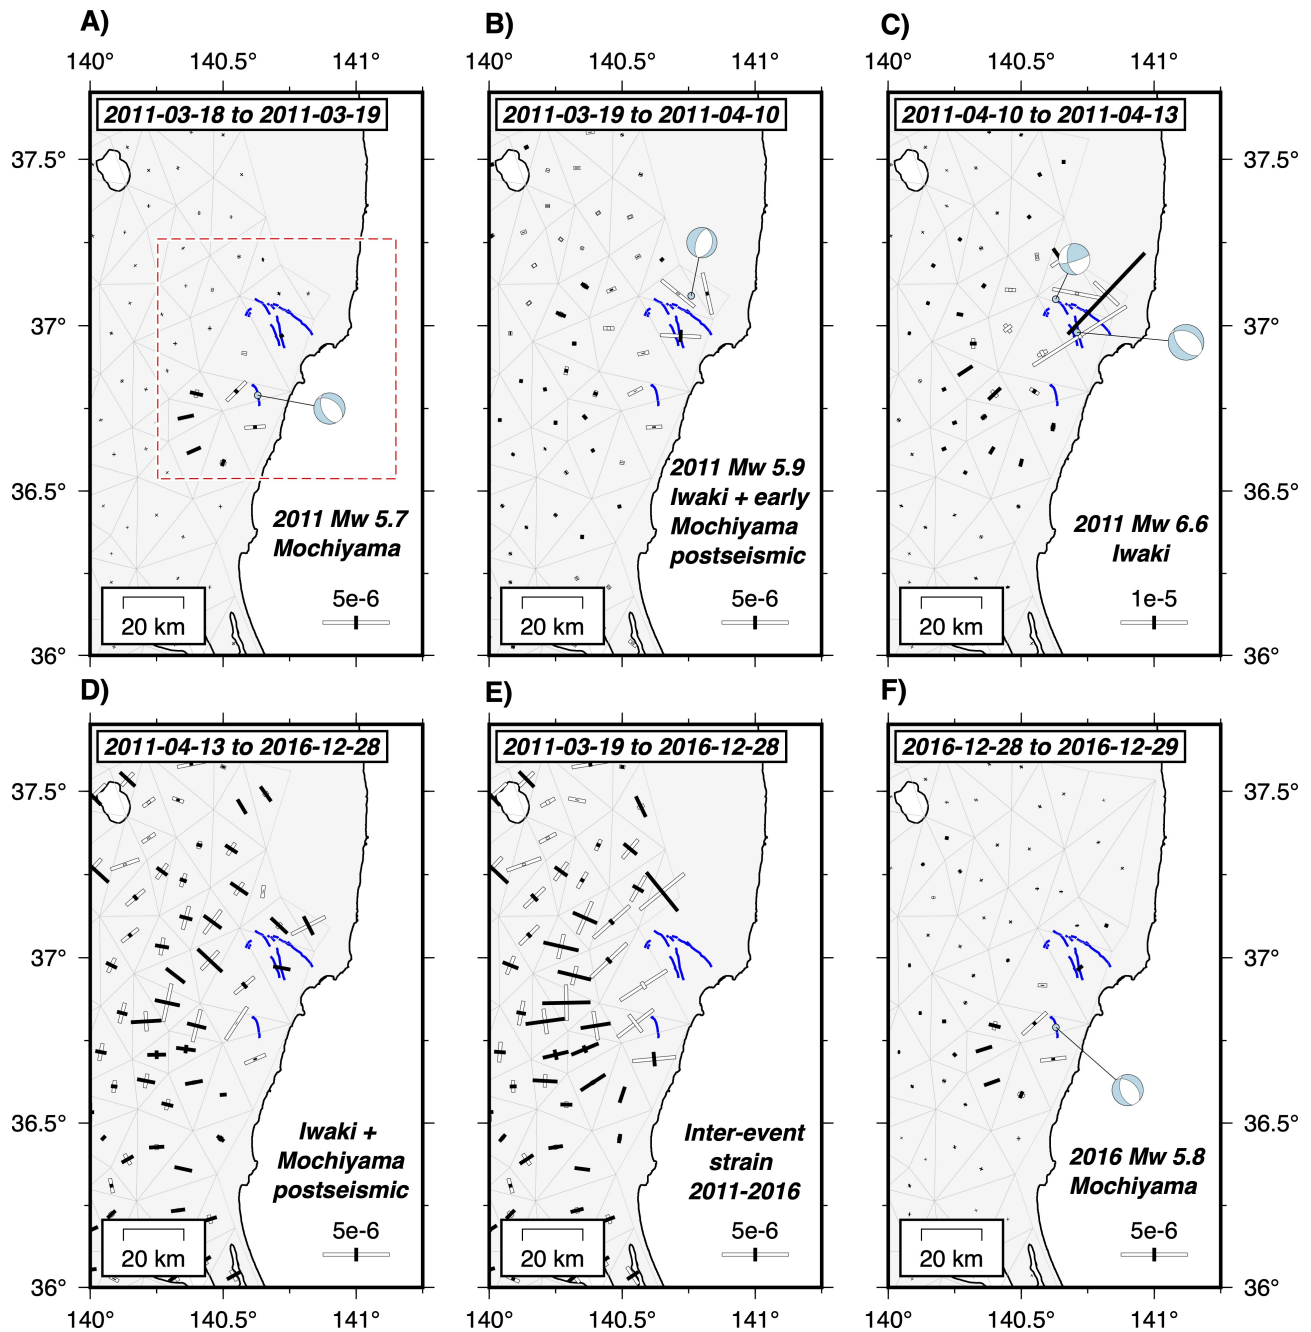 A)
B)
C)
140° 140.5° 141°
140° 140.5° 141°
140° 140.5° 141°
2011-03-18 to 2011-03-19
2011-03-19 to 2011-04-10
2011-04-10 to 2011-04-13
37.5°
37.5°
37°
37°
36.5°
36.5°
2011 Mw 5.7
Mochiyama
2011 Mw 5.9
Iwaki + early
Mochiyama
postseismic
2011 Mw 6.6
Iwaki
20 km
5e-6
20 km
5e-6
20 km
1e-5
36°
36°
D)
E)
F)
2011-04-13 to 2016-12-28
2011-03-19 to 2016-12-28
2016-12-28 to 2016-12-29
37.5°
37.5°
37°
37°
36.5°
36.5°
Iwaki +
Mochiyama
postseismic
Inter-event
strain
2011-2016
2016 Mw 5.8
Mochiyama
20 km
5e-6
20 km
5e-6
20 km
5e-6
36°
36°
140° 140.5° 141°
140° 140.5° 141°
140° 140.5° 141°